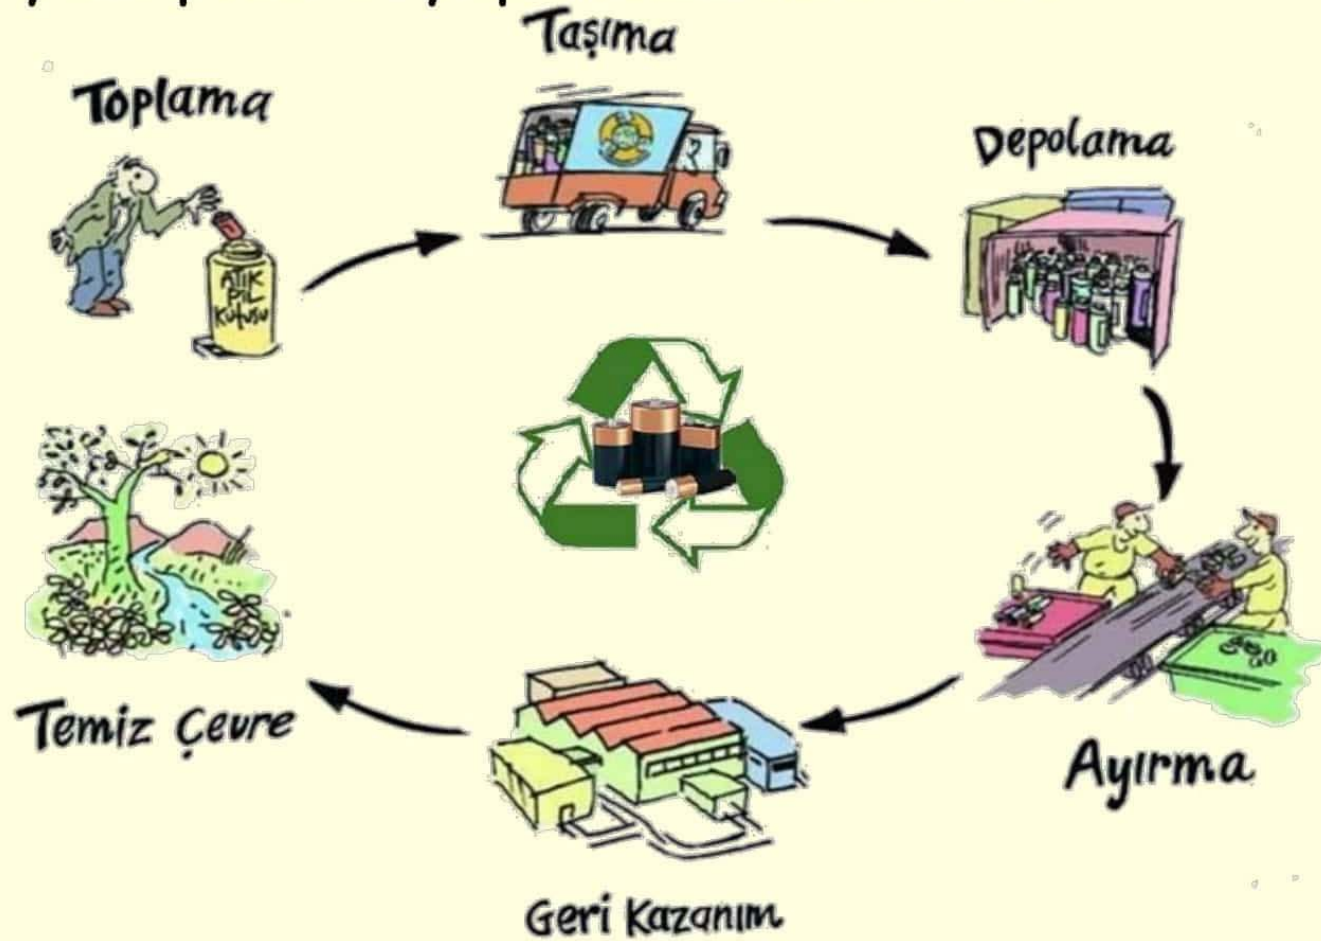 Taşıma
Toplama
Depolama
ATIK
PİL
Kutusu
Temiz Çevre
Ayırma
Geri Kazanım